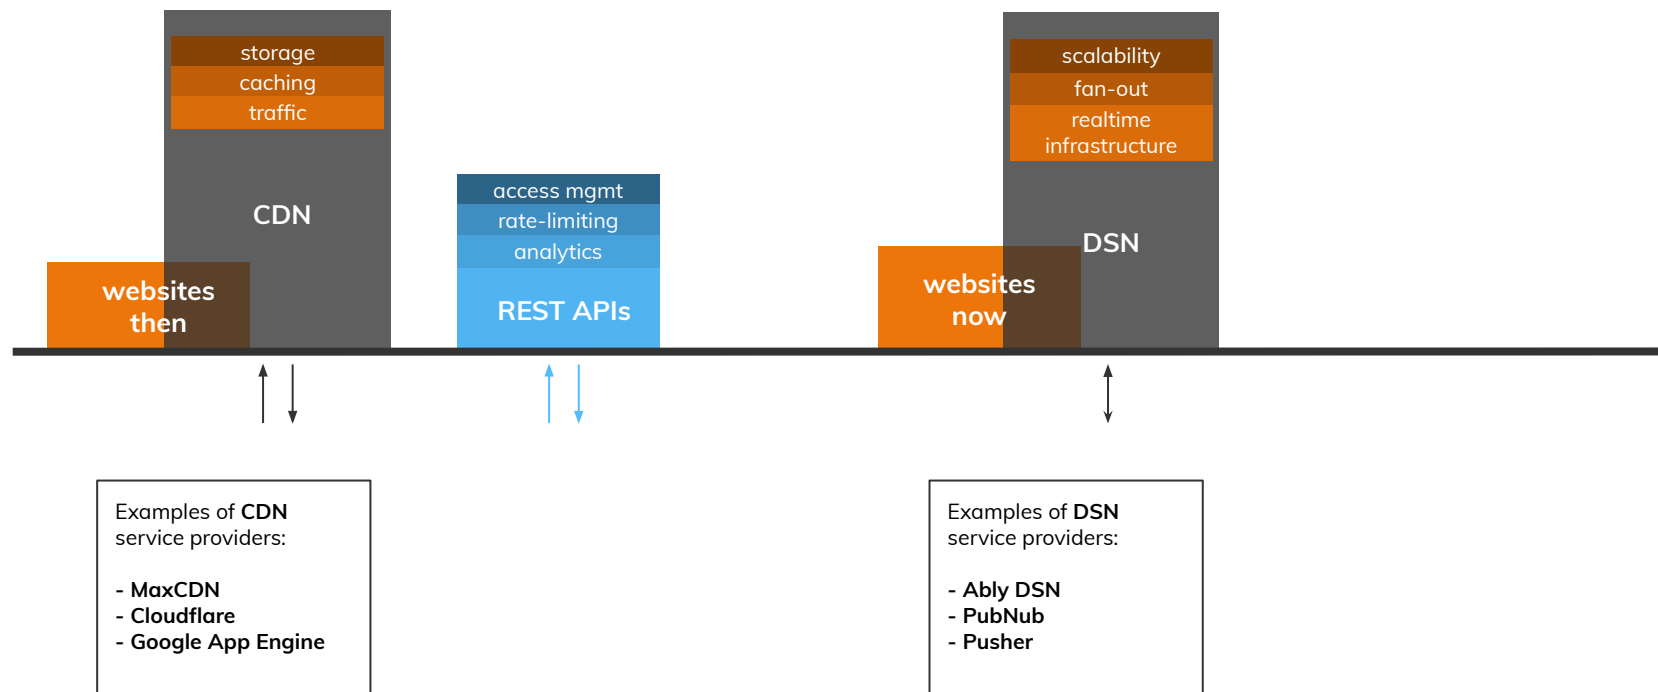 storage
caching
traffic
CDN
websites
then
access mgmt
rate-limiting
analytics
REST APIs
scalability
fan-out
realtime
infrastructure
DSN
websites
now
Examples of CDN
service providers:
- MaxCDN
- Cloudflare
- Google App Engine
Examples of DSN
service providers:
- Ably DSN
- PubNub
- Pusher